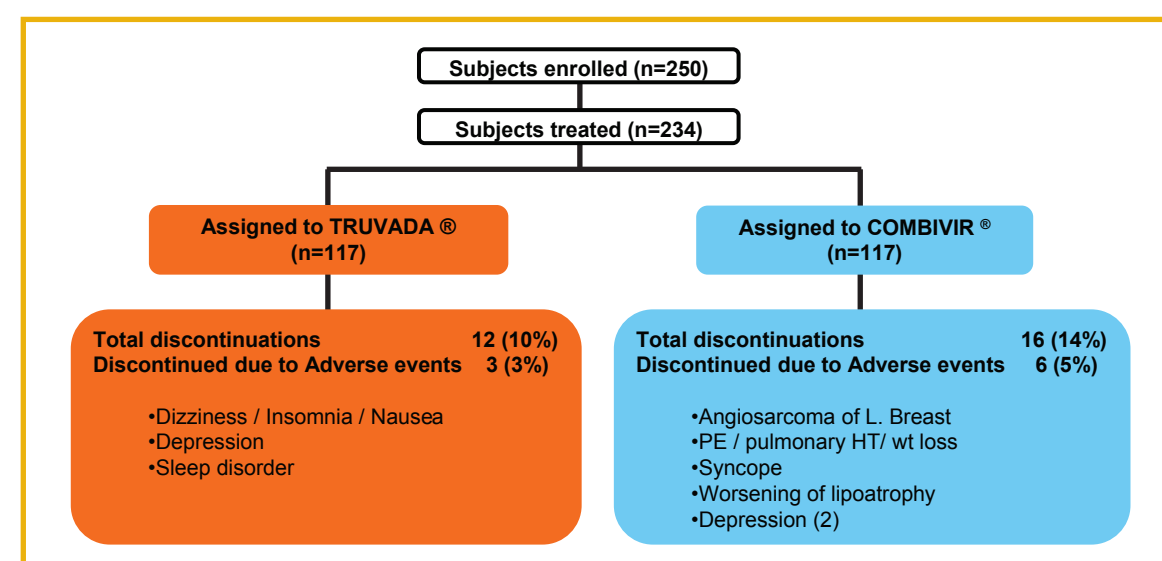 Subjects enrolled (n=250)
Subjects treated (n=234)
Assigned to TRUVADA ®
(n=117)
Total discontinuations 12 (10%)
Discontinued due to Adverse events 3 (3%)
•Dizziness / Insomnia / Nausea
•Depression
•Sleep disorder
Assigned to COMBIVIR ®
(n=117)
Total discontinuations 16 (14%)
Discontinued due to Adverse events 6 (5%)
•Angiosarcoma of L. Breast
•PE / pulmonary HT/ wt loss
•Syncope
•Worsening of lipoatrophy
•Depression (2)